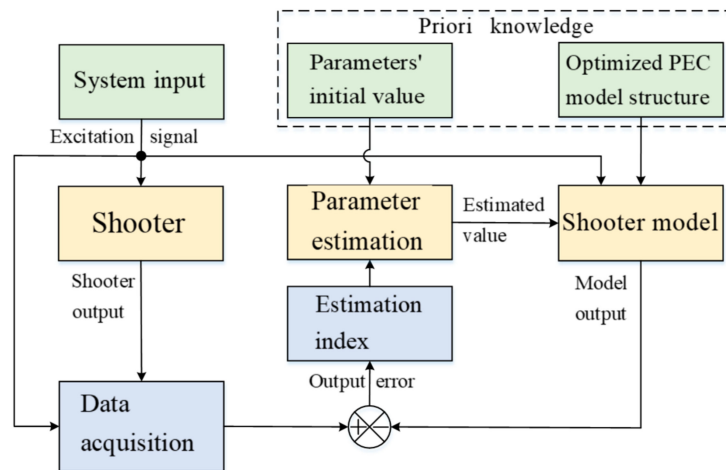 Priori knowledge
System input
Parameters'
initial value
Optimized PEC
model structure
Excitation signal
Shooter
Parameter
estimation
Estimated
value
Shooter model
Shooter
output
Estimation
index
Model
output
Output error
Data
acquisition